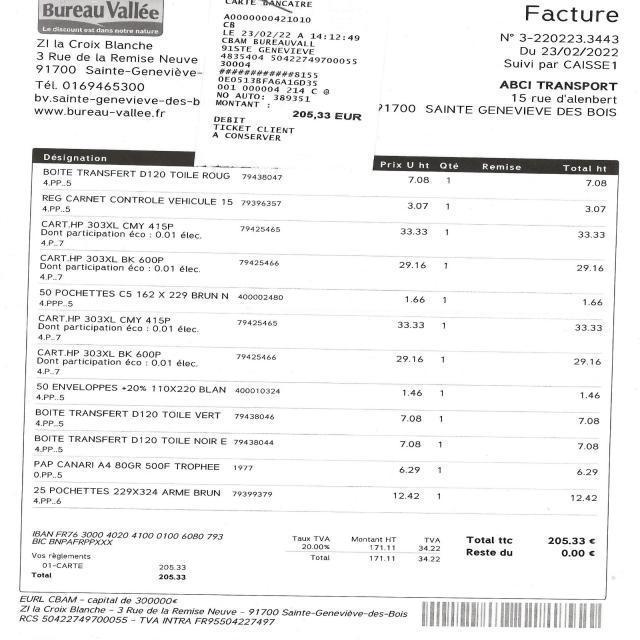 Bureau Vallée
Le discount est dans notre nature
ZI la Croix Blanche
3 Rue de la Remise Neuve
91700 Sainte-Geneviève-
Tél. 0169465300
bv.sainte-genevieve-des-b
www.bureau-vallee.fr
CARTE BANCAIRE
A0000000421010
CB
LE 23/02/22 A 14:12:49
CBAM BUREAUVALL
91STE GENEVIEVE
4835404 50422749700055
30004
############8155
0E0513BFA6A16D35
001 000004 214 C @
NO AUTO: 389351
MONTANT :
205,33 EUR
DEBIT
TICKET CLIENT
A CONSERVER
Facture
N° 3-220223.3443
Du 23/02/2022
Suivi par CAISSE1
ABCI TRANSPORT
15 rue d'alenbert
91700 SAINTE GENEVIEVE DES BOIS
Désignation Prix U ht Qté Remise Total ht
BOITE TRANSFERT D120 TOILE ROUG 79438047 7.08 1 7.08
4.PP..5
REG CARNET CONTROLE VEHICULE 15 79396357 3.07 1 3.07
4.PP..5
CART.HP 303XL CMY 415P 79425465 33.33 1 33.33
Dont participation éco : 0.01 élec.
4.P..7
CART.HP 303XL BK 600P 79425466 29.16 1 29.16
Dont participation éco : 0.01 élec.
4.P..7
50 POCHETTES C5 162 X 229 BRUN N 400002480 1.66 1 1.66
4.PPP..5
CART.HP 303XL CMY 415P 79425465 33.33 1 33.33
Dont participation éco : 0.01 élec.
4.P..7
CART.HP 303XL BK 600P 79425466 29.16 1 29.16
Dont participation éco : 0.01 élec.
4.P..7
50 ENVELOPPES +20% 110X220 BLAN 400010324 1.46 1 1.46
4.PP..5
BOITE TRANSFERT D120 TOILE VERT 79438046 7.08 1 7.08
4.PP..5
BOITE TRANSFERT D120 TOILE NOIR E 79438044 7.08 1 7.08
4.PP..5
PAP CANARI A4 80GR 500F TROPHEE 1977 6.29 1 6.29
0.PP..5
25 POCHETTES 229X324 ARME BRUN 79399379 12.42 1 12.42
4.PP..6
IBAN FR76 3000 4020 4100 0100 6080 793
BIC BNPAFRPPXXX
Vos règlements
01-CARTE 205.33
Total 205.33
Taux TVA Montant HT TVA
20.00% 171.11 34.22
Total 171.11 34.22
Total ttc 205.33 €
Reste du 0.00 €
EURL CBAM – capital de 300000€
ZI la Croix Blanche – 3 Rue de la Remise Neuve – 91700 Sainte-Geneviève-des-Bois
RCS 50422749700055 – TVA INTRA FR95504227497